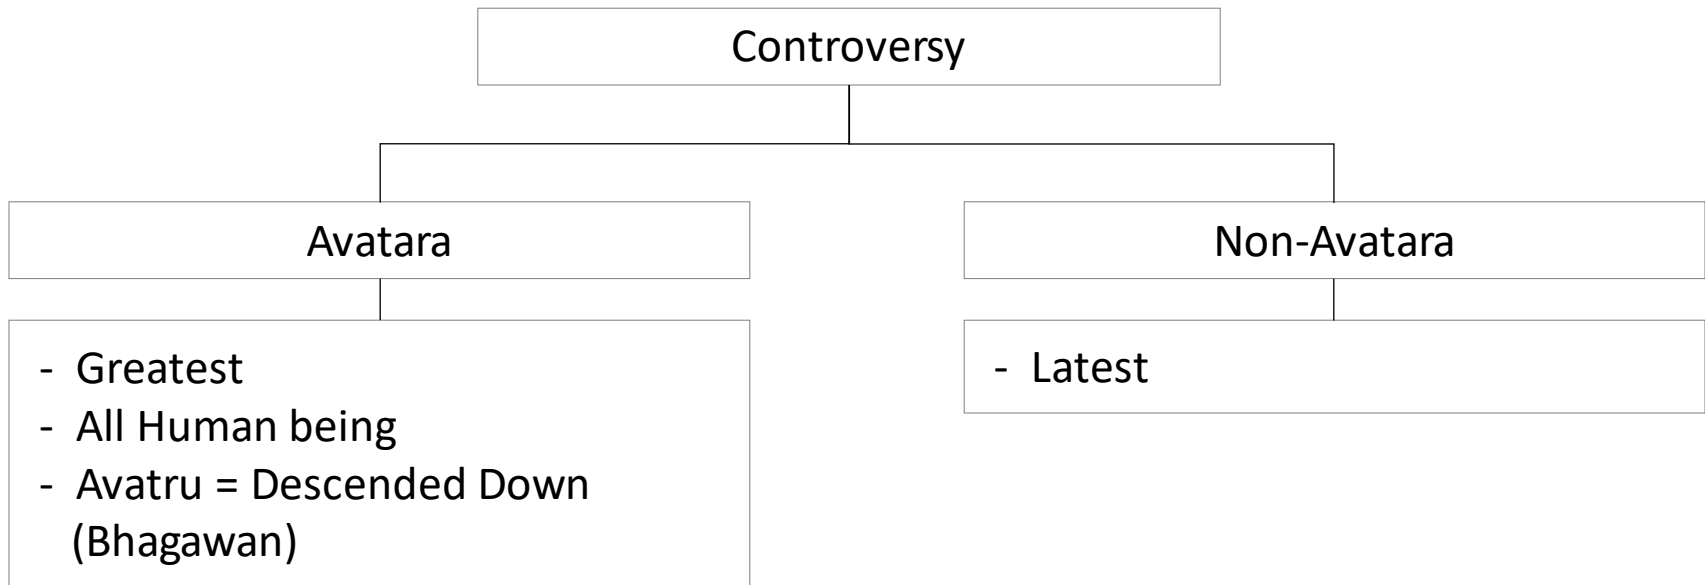 Controversy
Avatara
Non-Avatara
- Greatest
- All Human being
- Avatru = Descended Down
(Bhagawan)
- Latest